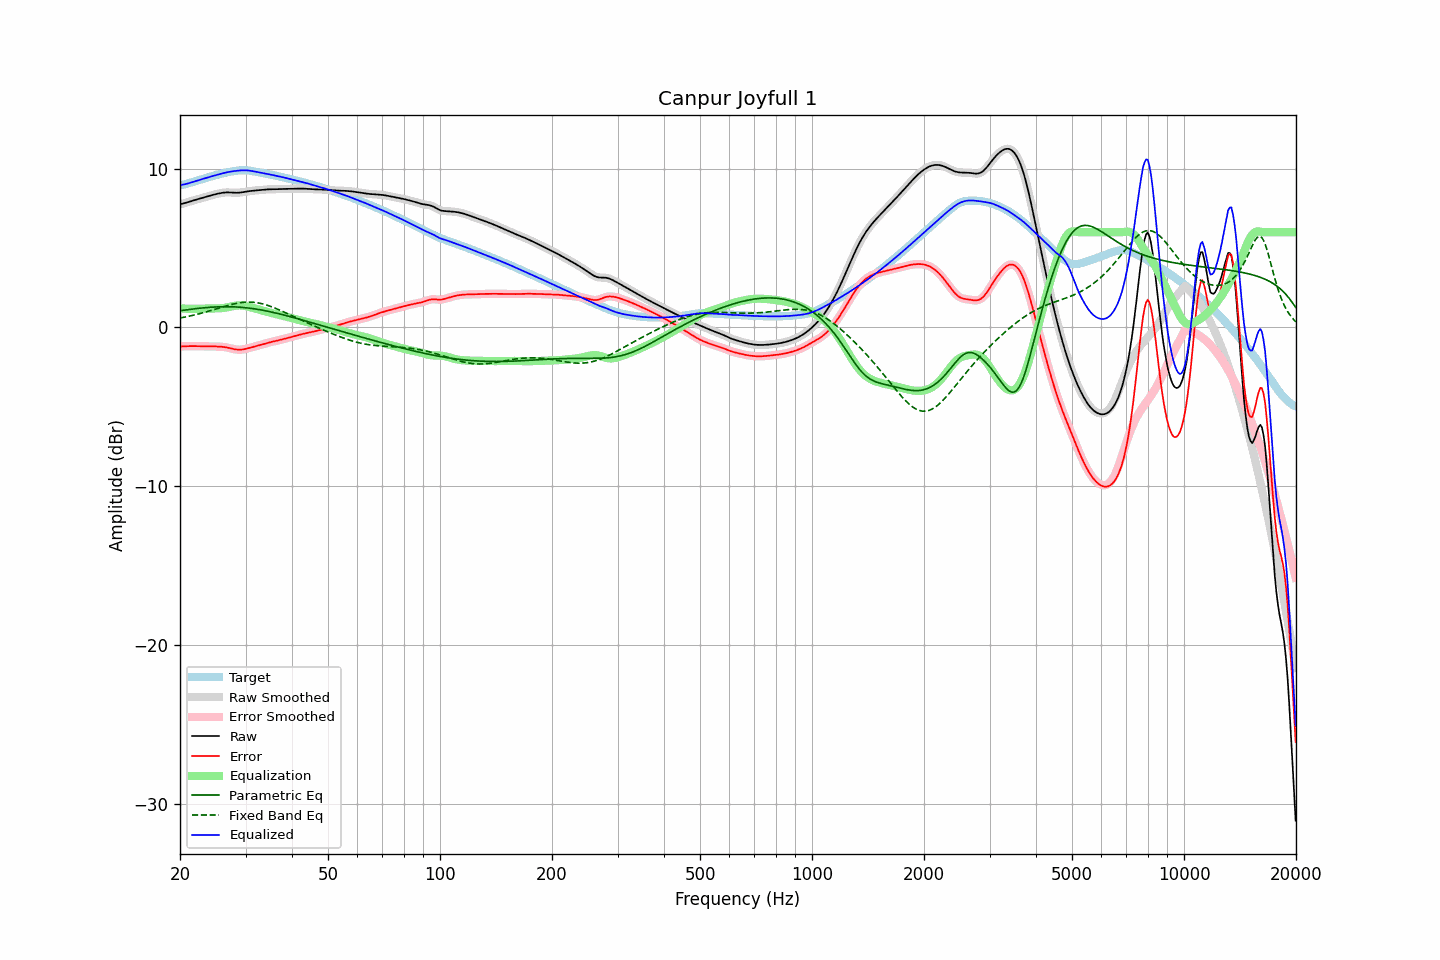 Canpur Joyfull 1
Amplitude (dBr)
10
0
−10
−20
−30
Target
Raw Smoothed
Error Smoothed
Raw
Error
Equalization
Parametric Eq
Fixed Band Eq
Equalized
20
50
100
200
500
1000
2000
5000
10000
20000
Frequency (Hz)